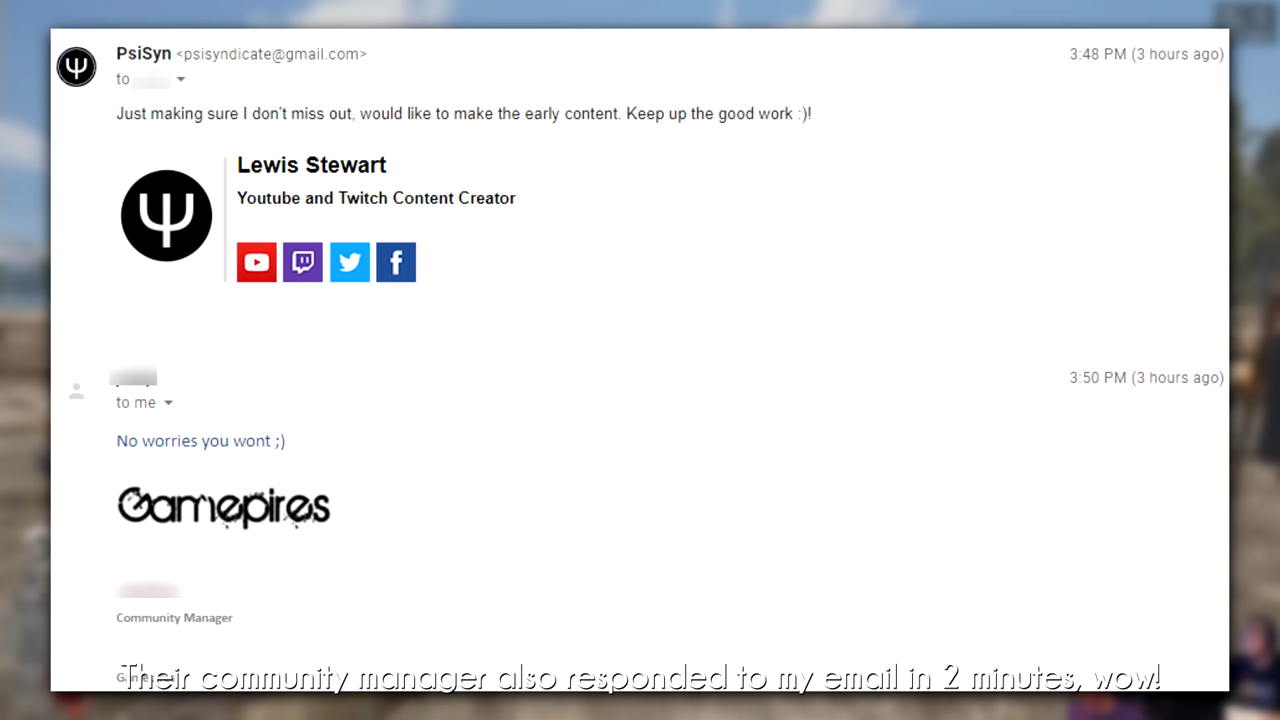 PsiSyn <psisyndicate@gmail.com>
3:48 PM (3 hours ago)
to
Just making sure I don't miss out, would like to make the early content. Keep up the good work :)!
Lewis Stewart
Youtube and Twitch Content Creator
3:50 PM (3 hours ago)
to me
No worries you wont ;)
Gamepires
Community Manager
Their community manager also responded to my email in 2 minutes, wow!